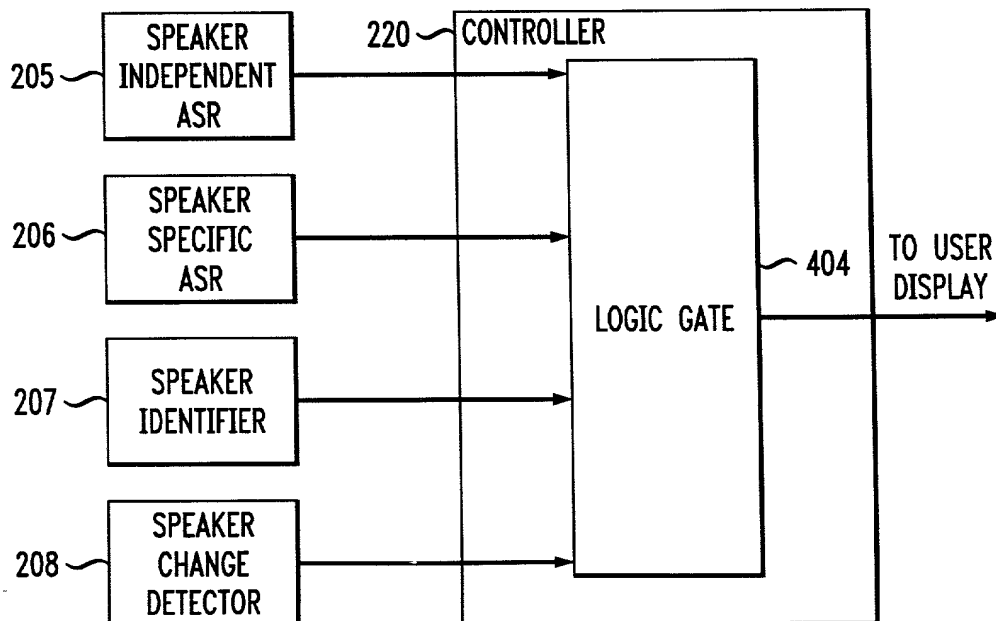 220
CONTROLLER
205
SPEAKER
INDEPENDENT
ASR
206
SPEAKER
SPECIFIC
ASR
207
SPEAKER
IDENTIFIER
208
SPEAKER
CHANGE
DETECTOR
LOGIC GATE
404
TO USER
DISPLAY